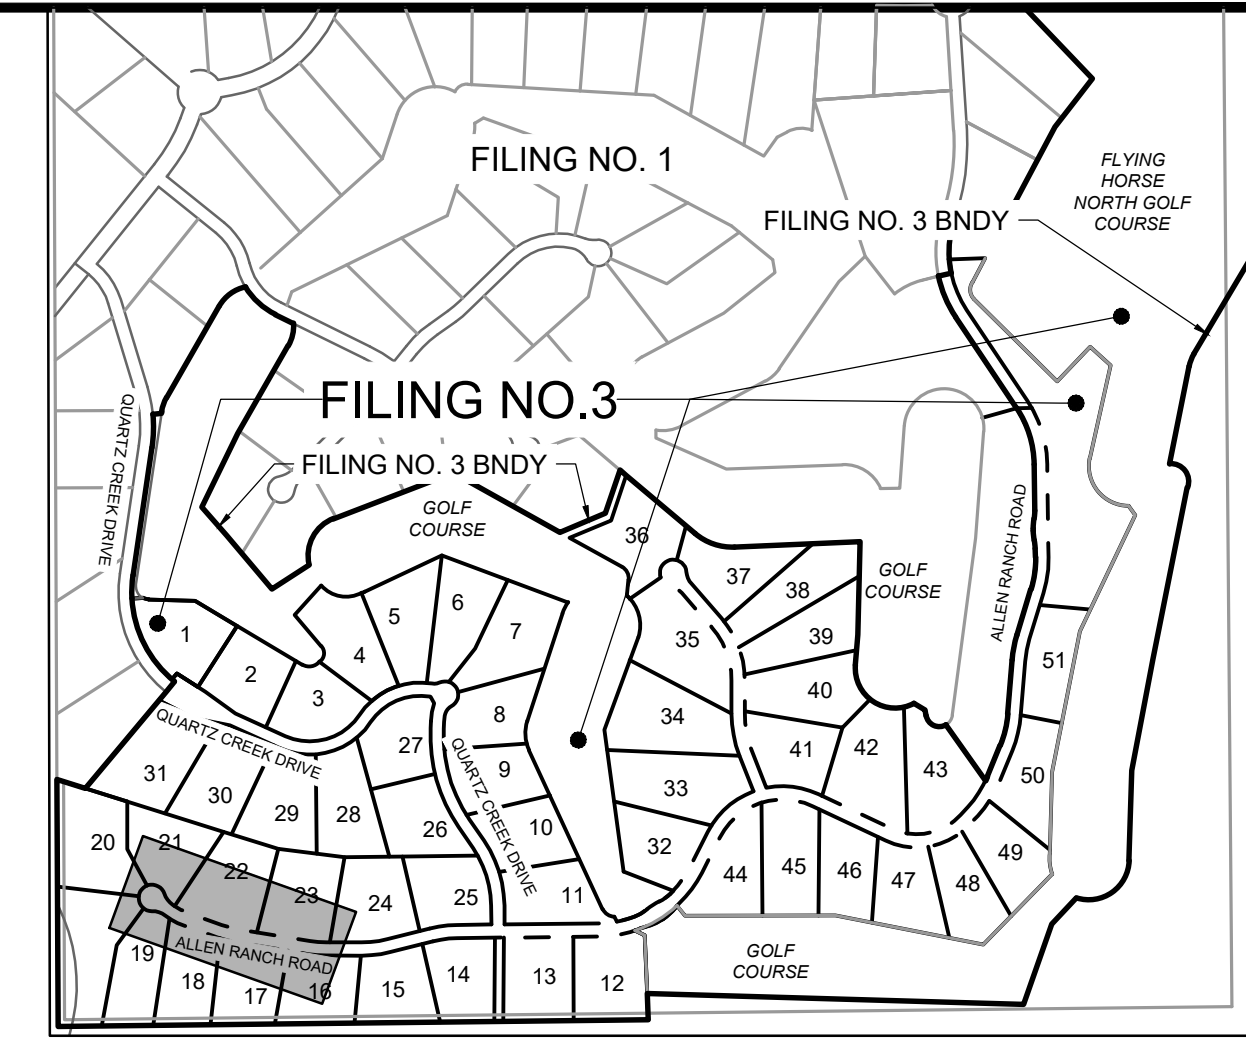 FILING NO. 1
FLYING
HORSE
NORTH GOLF
COURSE
FILING NO. 3 BNDY
FILING NO.3
FILING NO. 3 BNDY
QUARTZ CREEK DRIVE
GOLF
COURSE
ALLEN RANCH ROAD
GOLF
COURSE
36
37
38
39
35
40
5
6
7
4
1
2
3
51
34
8
27
41
42
43
50
QUARTZ CREEK DRIVE
QUARTZ CREEK DRIVE
9
33
31
30
29
28
26
10
32
49
20
21
22
23
24
25
11
44
45
46
47
48
ALLEN RANCH ROAD
19
18
17
16
15
14
13
12
GOLF
COURSE